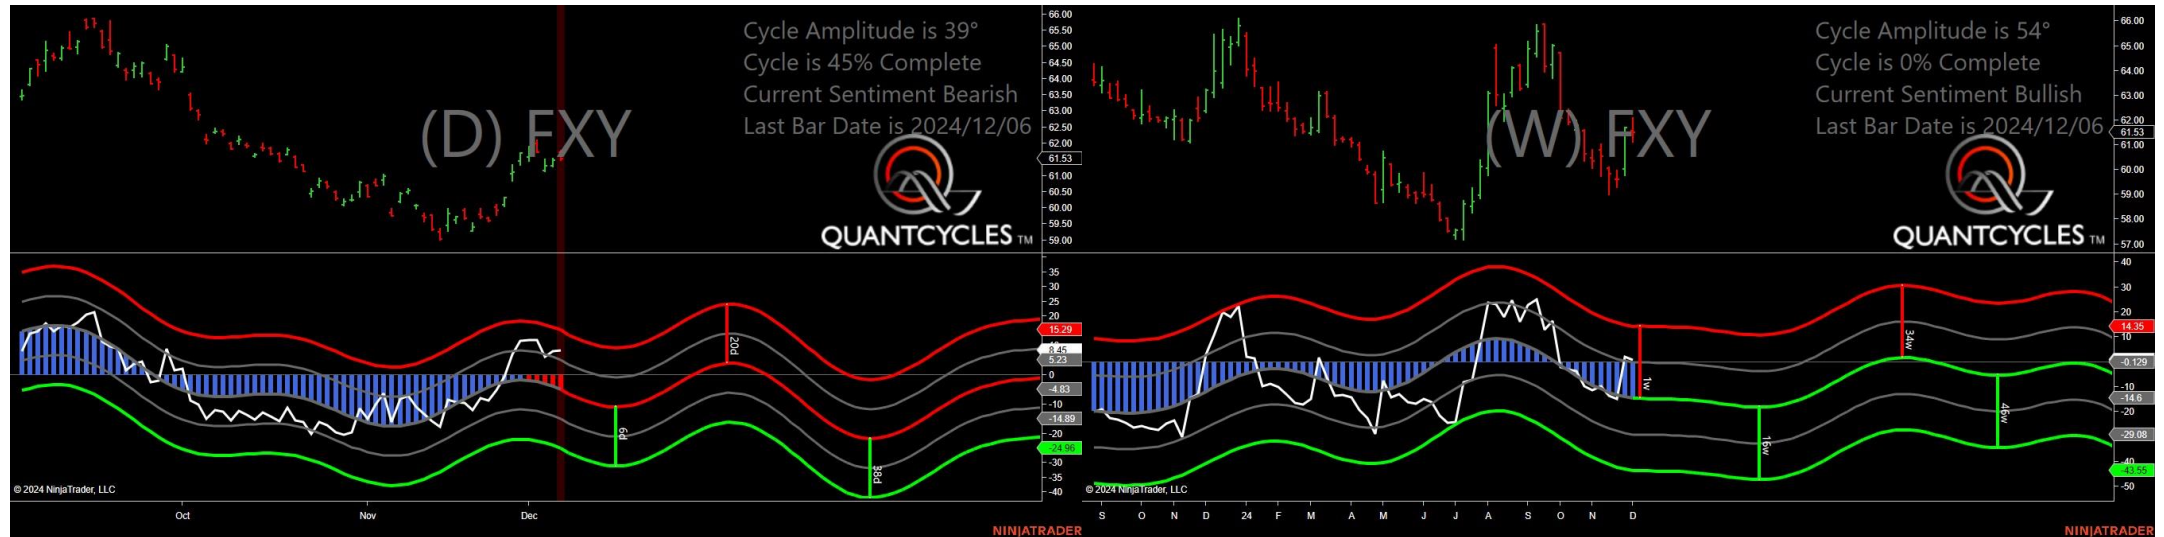 Cycle Amplitude is 39°
Cycle is 45% Complete
Current Sentiment Bearish
Last Bar Date is 2024/12/06
(D) FXY
QUANTCYCLES TM
66.00
65.50
65.00
64.50
64.00
63.50
63.00
62.50
62.00
61.53
61.00
60.50
60.00
59.50
59.00
35
30
25
20
15.29
8.45
5.23
0
-4.83
-10
-14.89
-20
-24.96
-30
-35
-40
20d
6d
38d
© 2024 NinjaTrader, LLC
Oct Nov Dec
NINJATRADER
Cycle Amplitude is 54°
Cycle is 0% Complete
Current Sentiment Bullish
Last Bar Date is 2024/12/06
(W) FXY
QUANTCYCLES TM
66.00
65.00
64.00
63.00
62.00
61.53
61.00
60.00
59.00
58.00
57.00
40
30
20
14.35
10
-0.129
-10
-14.6
-20
-29.08
-40
-43.55
-50
34w
1w
16w
46w
© 2024 NinjaTrader, LLC
S O N D 24 F M A M J J A S O N D
NINJATRADER